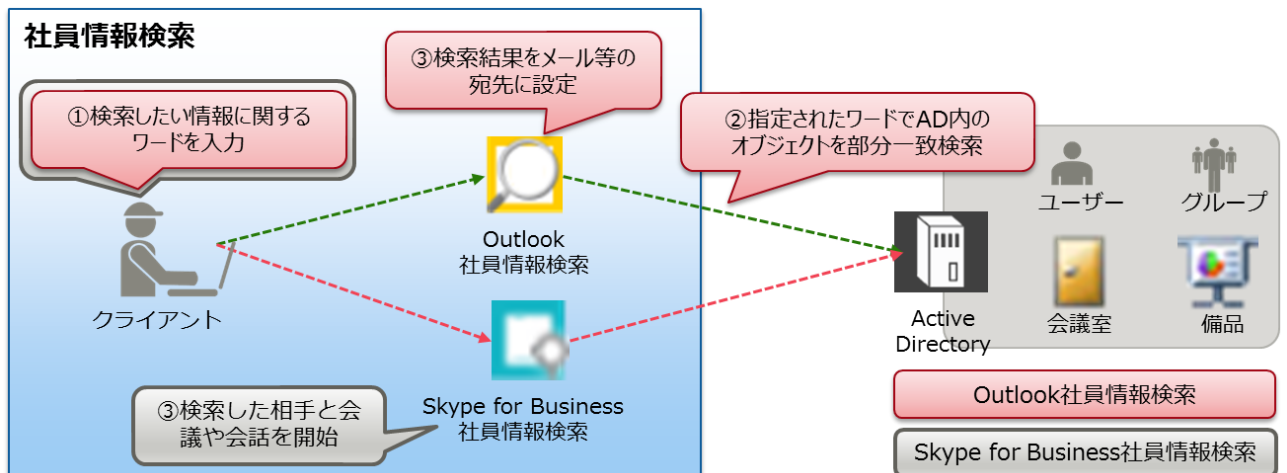 社員情報検索
①検索したい情報に関する
ワードを入力
③検索結果をメール等の
宛先に設定
②指定されたワードでAD内の
オブジェクトを部分一致検索
クライアント
Outlook
社員情報検索
Skype for Business
社員情報検索
③検索した相手と会
議や会話を開始
Active
Directory
ユーザー
グループ
会議室
備品
Outlook社員情報検索
Skype for Business社員情報検索